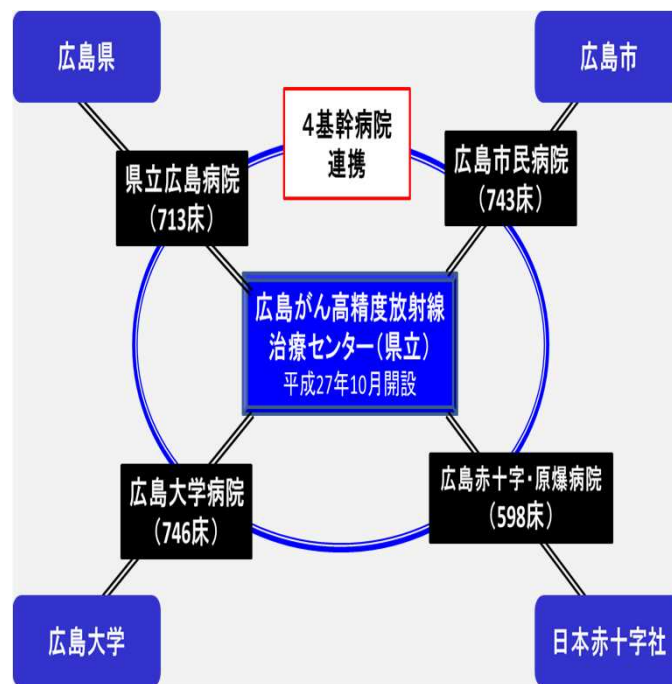 広島県
広島市
4基幹病院
連携
県立広島病院
（713床）
広島市民病院
（743床）
広島がん高精度放射線
治療センター（県立）
平成27年10月開設
広島大学病院
（746床）
広島赤十字・原爆病院
（598床）
広島大学
日本赤十字社